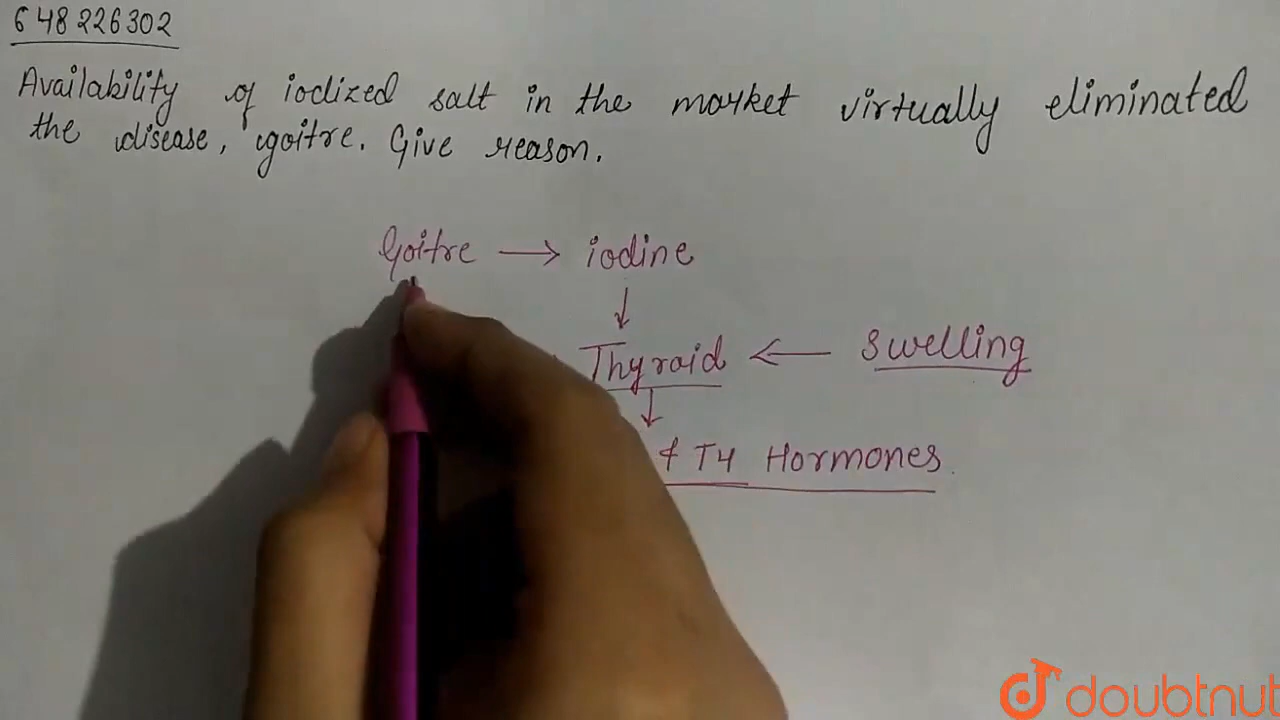 648226302
Availability of iodized salt in the market virtually eliminated
the disease, goitre. Give reason.
Goitre → iodine
↓
Thyroid ← Swelling
↓
& T4 Hormones
doubtnut